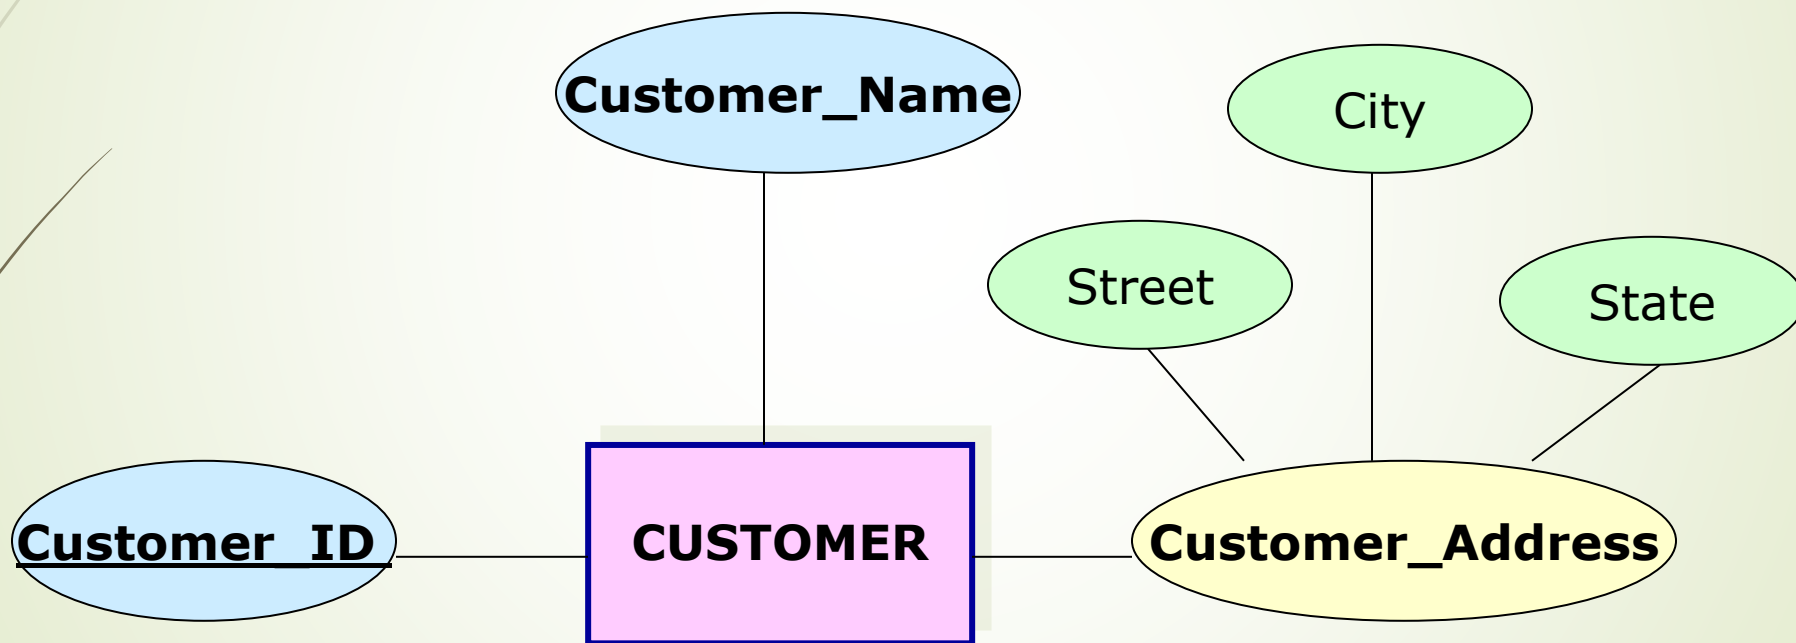 Customer_Name
City
Street
State
Customer_ID
CUSTOMER
Customer_Address